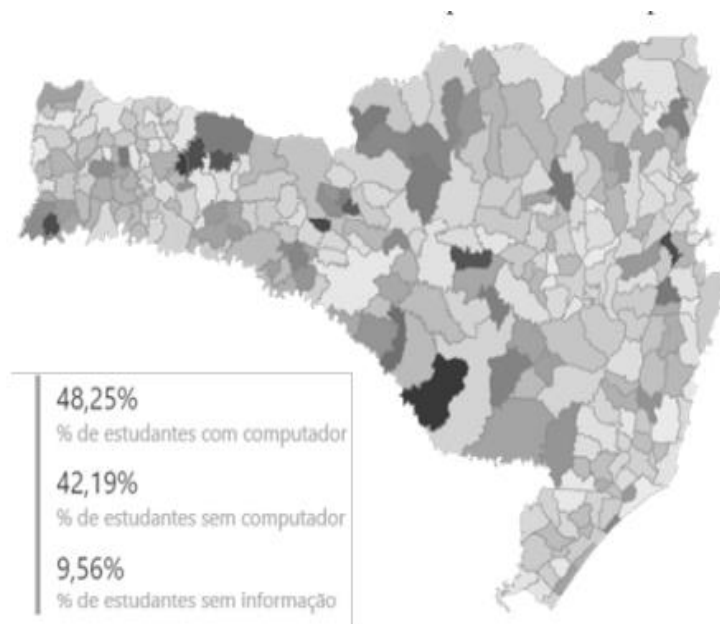 48,25%
% de estudantes com computador
42,19%
% de estudantes sem computador
9,56%
% de estudantes sem informação